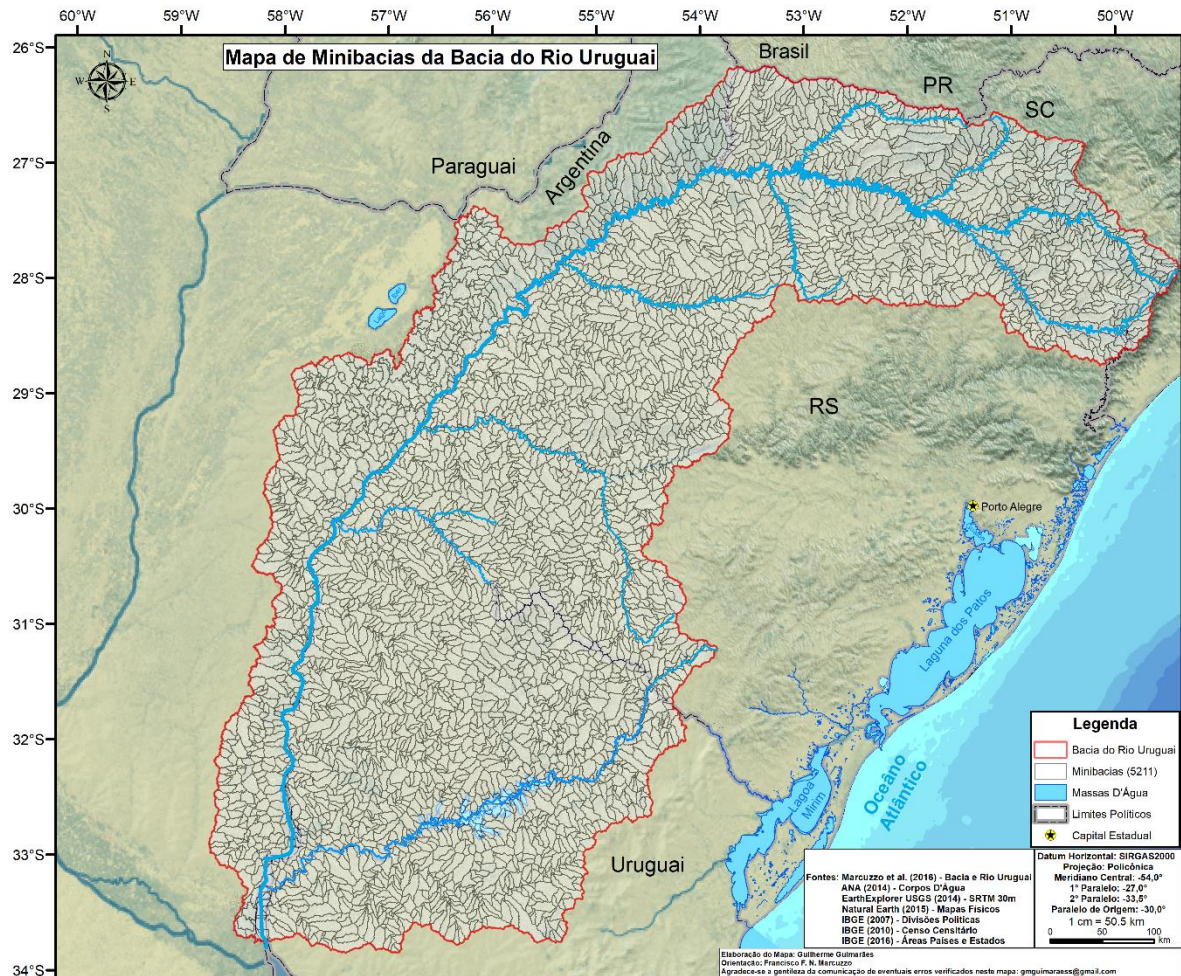 60°W 59°W 58°W 57°W 56°W 55°W 54°W 53°W 52°W 51°W 50°W
26°S
27°S
28°S
29°S
30°S
31°S
32°S
33°S
34°S
Mapa de Minibacias da Bacia do Rio Uruguai
N
W E
S
Brasil
PR
SC
Paraguai
Argentina
RS
Porto Alegre
Laguna dos Patos
Lagoa
Mirim
Oceâno
Atlântico
Uruguai
Legenda
Bacia do Rio Uruguai
Minibacias (5211)
Massas D'Água
Limites Políticos
Capital Estadual
Fontes: Marcuzzo et al. (2016) - Bacia e Rio Uruguai
ANA (2014) - Corpos D'Água
EarthExplorer USGS (2014) - SRTM 30m
Natural Earth (2015) - Mapas Físicos
IBGE (2007) - Divisões Políticas
IBGE (2010) - Censo Censitário
IBGE (2016) - Áreas Países e Estados
Datum Horizontal: SIRGAS2000
Projeção: Policônica
Meridiano Central: -54,0°
1° Paralelo: -27,0°
2° Paralelo: -33,5°
Paralelo de Origem: -30,0°
1 cm = 50.5 km
0 50 100
km
Elaboração do Mapa: Guilherme Guimarães
Orientação: Francisco F. N. Marcuzzo
Agradece-se a gentileza da comunicação de eventuais erros verificados neste mapa: gmguimaraess@gmail.com